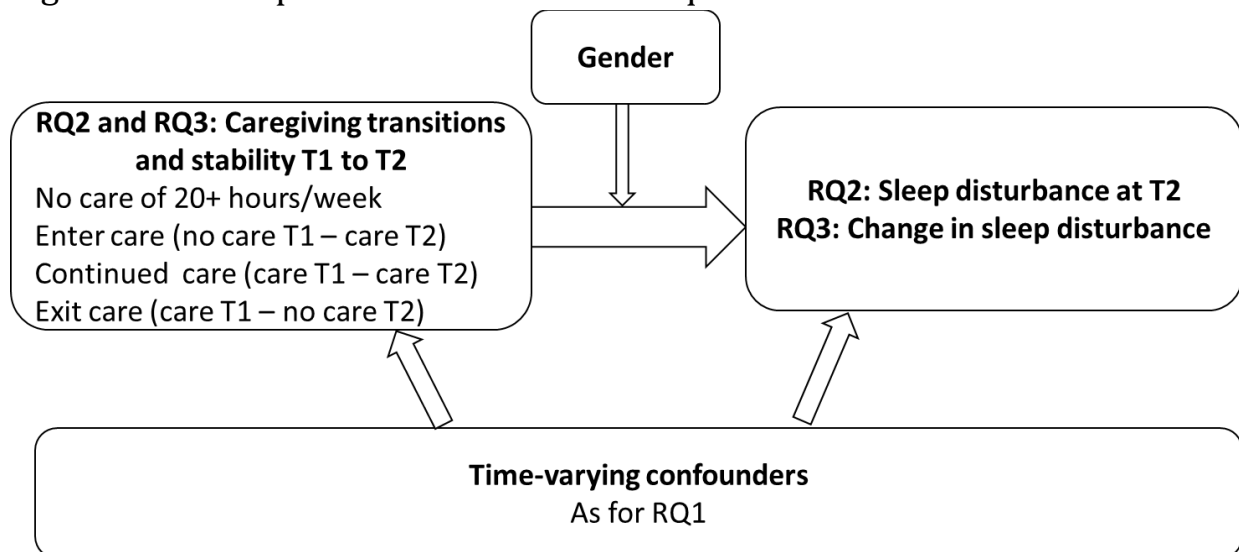 Gender
RQ2 and RQ3: Caregiving transitions
and stability T1 to T2
No care of 20+ hours/week
Enter care (no care T1 – care T2)
Continued care (care T1 – care T2)
Exit care (care T1 – no care T2)
RQ2: Sleep disturbance at T2
RQ3: Change in sleep disturbance
Time-varying confounders
As for RQ1